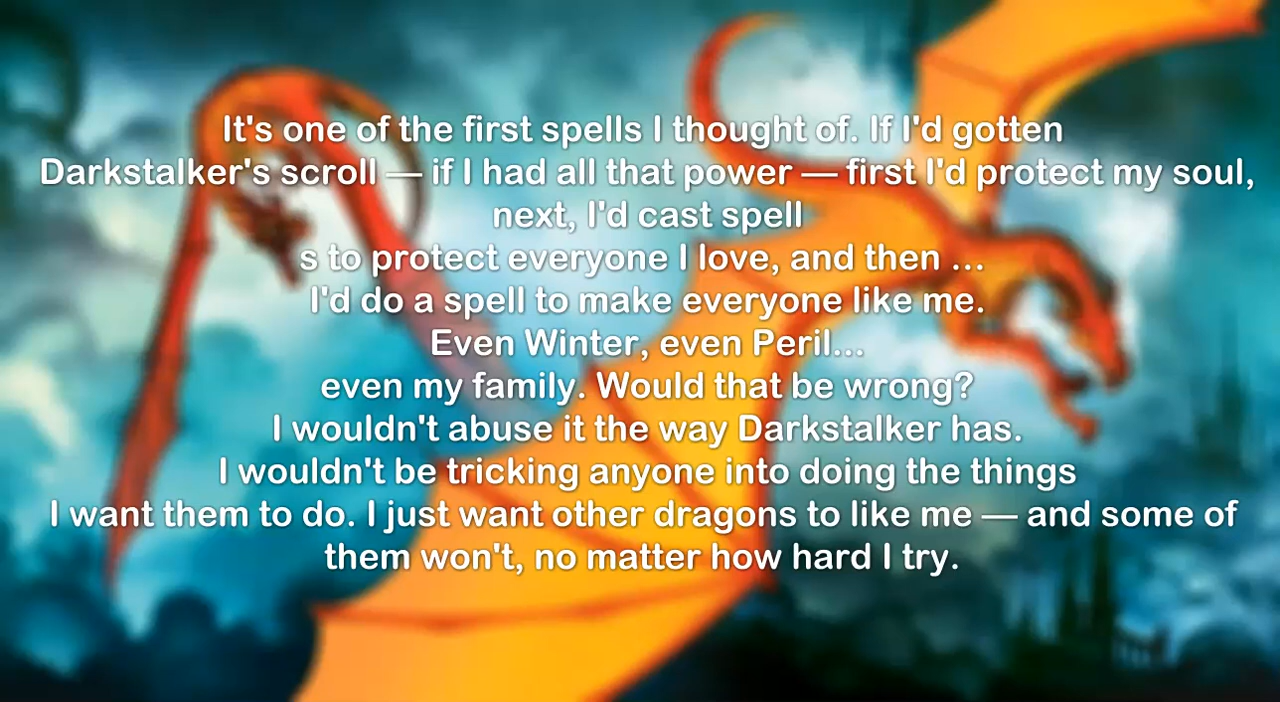 It's one of the first spells I thought of. If I'd gotten
Darkstalker's scroll — if I had all that power — first I'd protect my soul,
next, I'd cast spell
s to protect everyone I love, and then ...
I'd do a spell to make everyone like me.
Even Winter, even Peril...
even my family. Would that be wrong?
I wouldn't abuse it the way Darkstalker has.
I wouldn't be tricking anyone into doing the things
I want them to do. I just want other dragons to like me — and some of
them won't, no matter how hard I try.